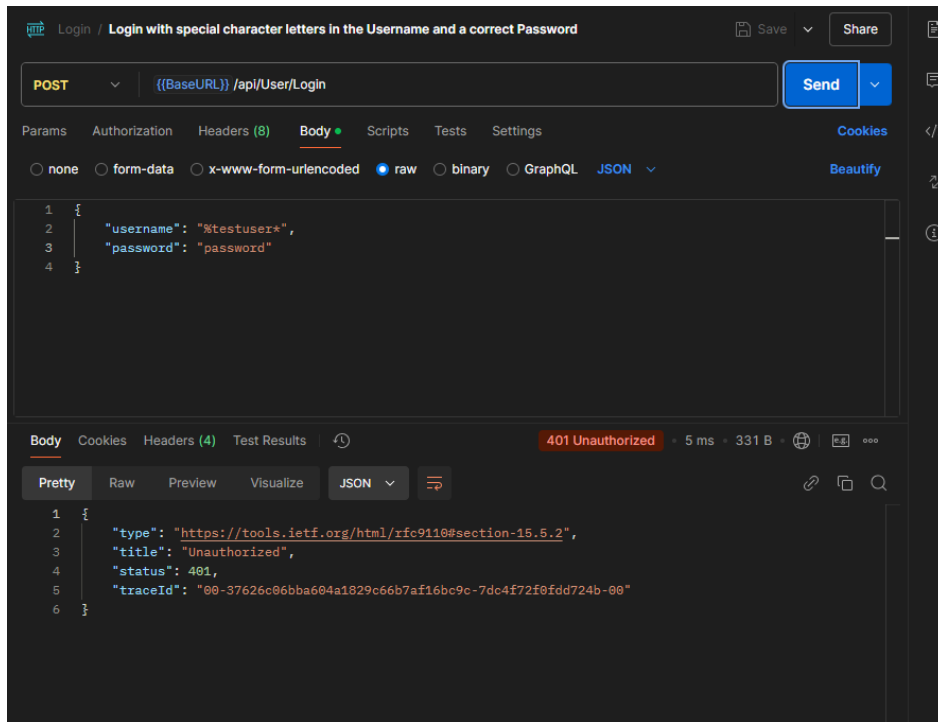 HTTP Login / Login with special character letters in the Username and a correct Password Save Share
POST {{BaseURL}} /api/User/Login Send
Params Authorization Headers (8) Body Scripts Tests Settings Cookies
none form-data x-www-form-urlencoded raw binary GraphQL JSON Beautify
1 {
2 "username": "%testuser*",
3 "password": "password"
4 }
Body Cookies Headers (4) Test Results 401 Unauthorized 5 ms 331 B e.g.
Pretty Raw Preview Visualize JSON
1 {
2 "type": "https://tools.ietf.org/html/rfc9110#section-15.5.2",
3 "title": "Unauthorized",
4 "status": 401,
5 "traceId": "00-37626c06bba604a1829c66b7af16bc9c-7dc4f72f0fdd724b-00"
6 }